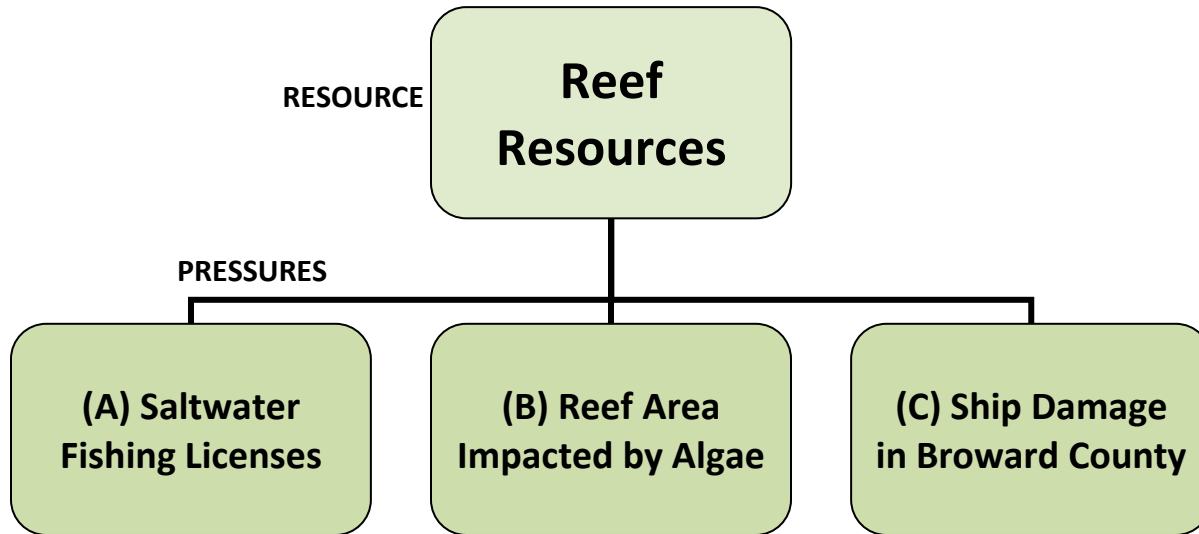 RESOURCE
Reef
Resources
PRESSURES
(A) Saltwater
Fishing Licenses
(B) Reef Area
Impacted by Algae
(C) Ship Damage
in Broward County